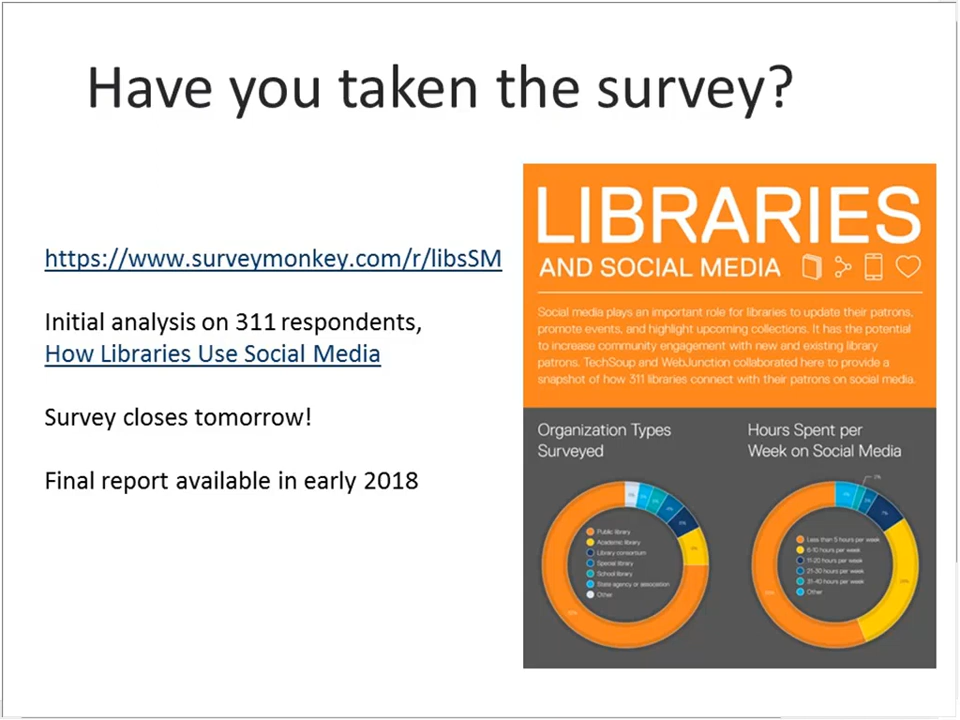 Have you taken the survey?
https://www.surveymonkey.com/r/libsSM
Initial analysis on 311 respondents,
How Libraries Use Social Media
Survey closes tomorrow!
Final report available in early 2018
LIBRARIES
AND SOCIAL MEDIA
Social media plays an important role for libraries to update their patrons,
promote events, and highlight upcoming collections. It has the potential
to increase community engagement with new and existing library
patrons. TechSoup and WebJunction collaborated here to provide a
snapshot of how 311 libraries connect with their patrons on social media.
Organization Types
Surveyed
Public library
Academic library
Library consortium
Special library
School library
State agency or association
Other
Hours Spent per
Week on Social Media
Less than 5 hours per week
6-10 hours per week
11-20 hours per week
21-30 hours per week
31-40 hours per week
Other